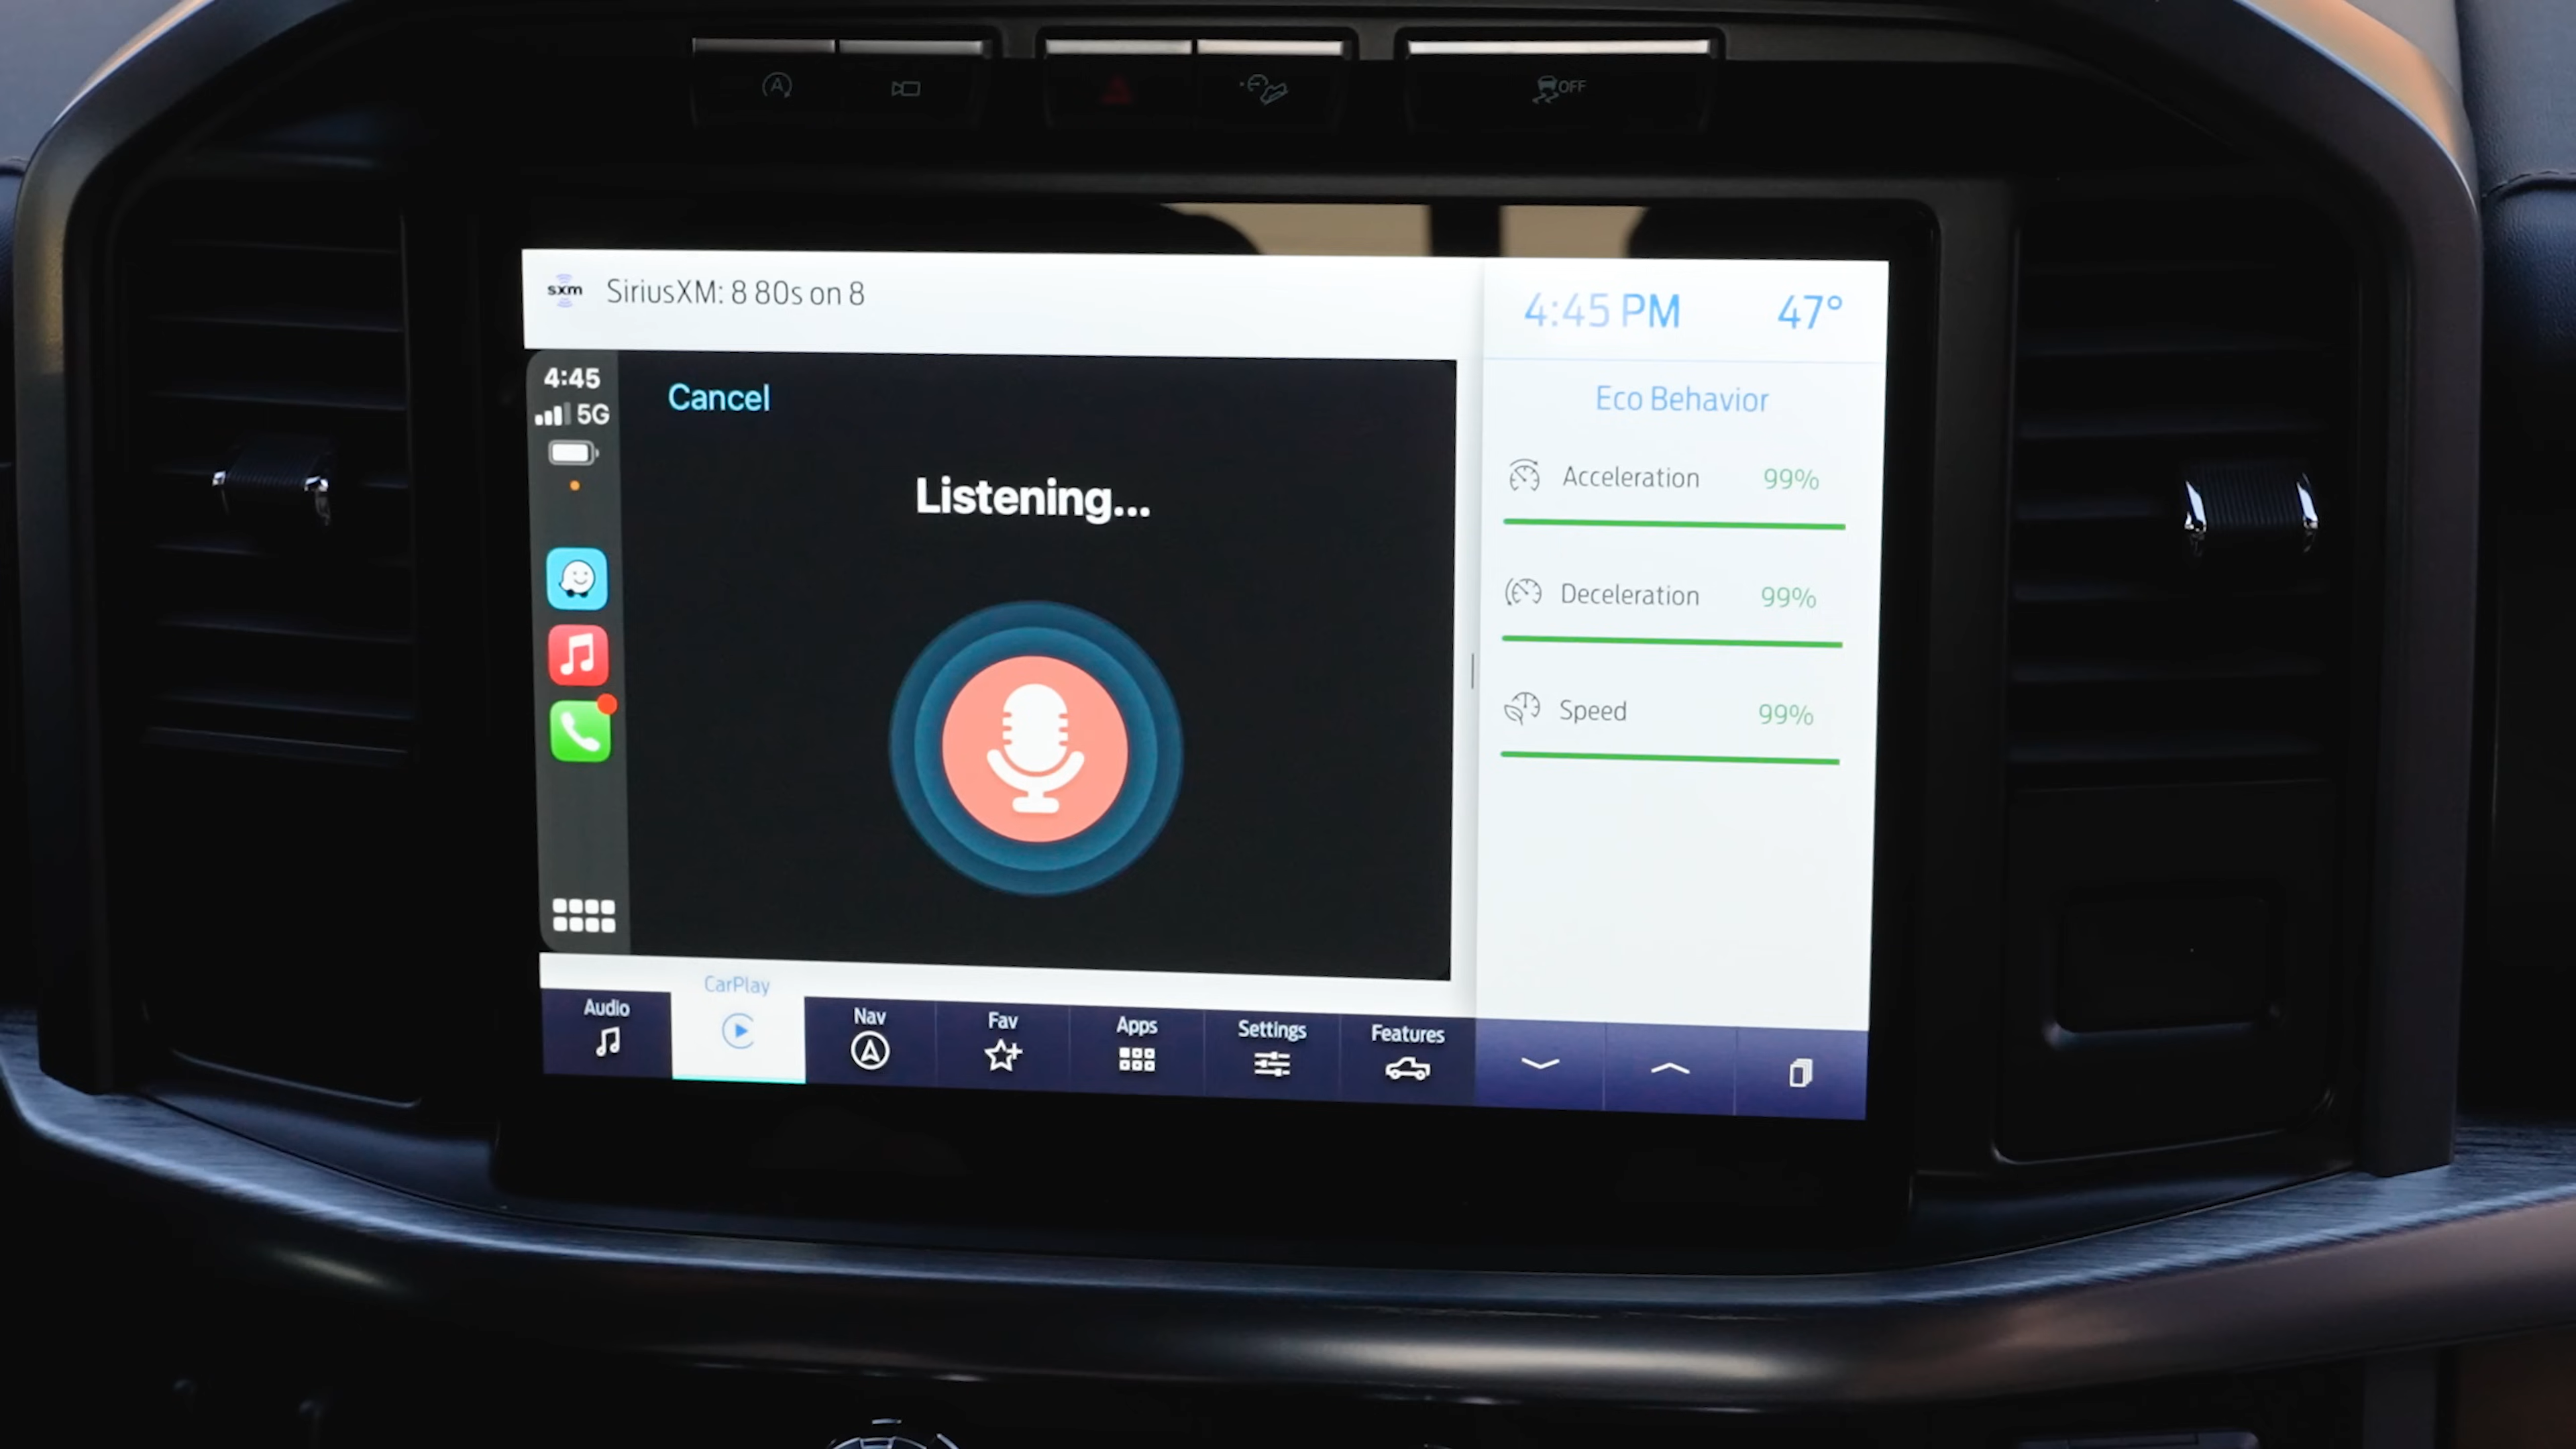 A
OFF
sxm
SiriusXM: 8 80s on 8
4:45 PM
47°
4:45
5G
Cancel
Listening...
Eco Behavior
Acceleration 99%
Deceleration 99%
Speed 99%
Audio
CarPlay
Nav
Fav
Apps
Settings
Features